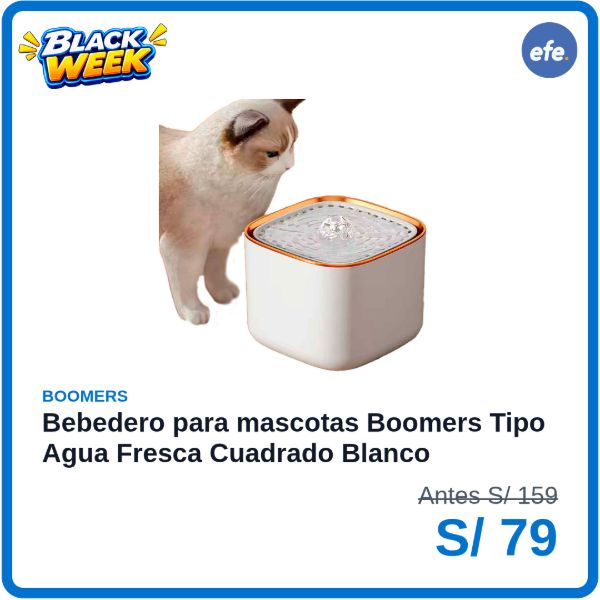 BLACK
WEEK
efe.
BOOMERS
Bebedero para mascotas Boomers Tipo
Agua Fresca Cuadrado Blanco
Antes S/ 159
S/ 79